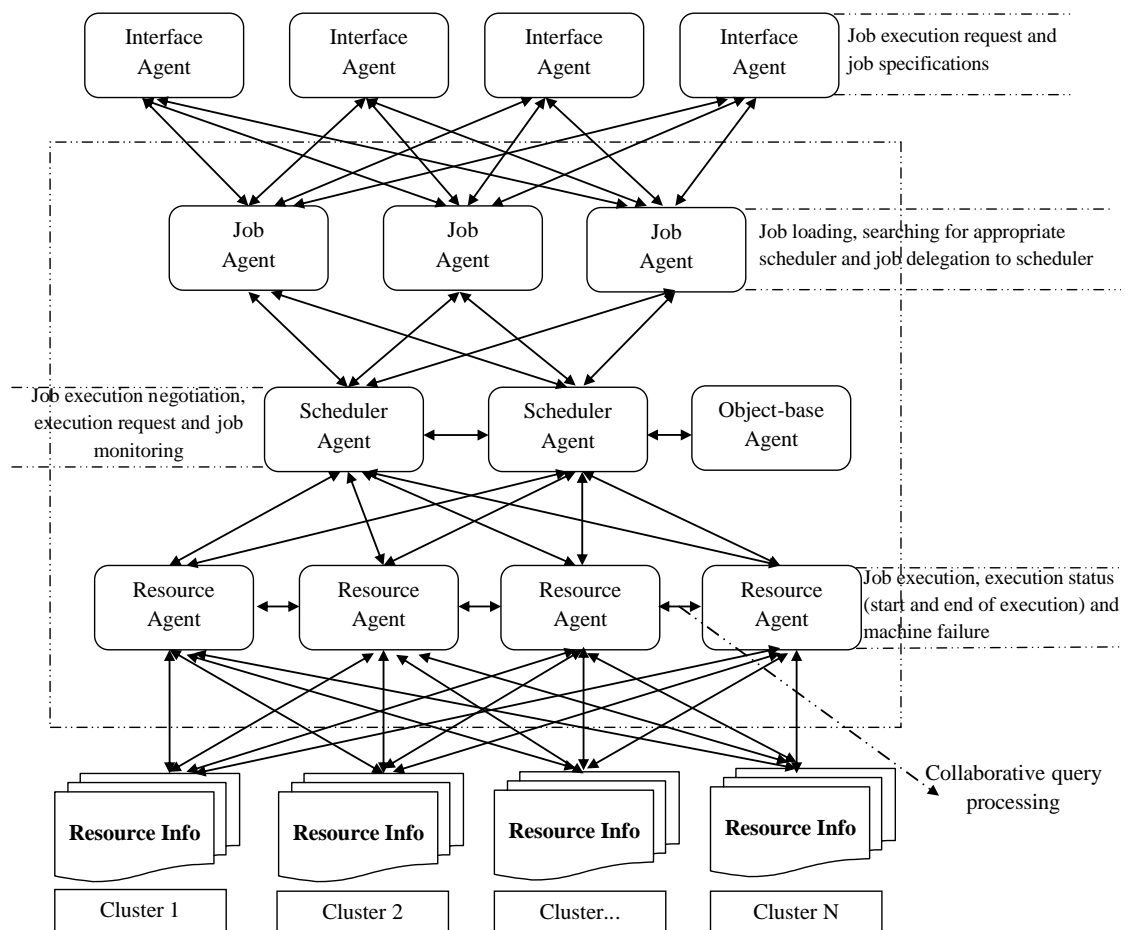 Interface
Agent
Interface
Agent
Interface
Agent
Interface
Agent
Job execution request and
job specifications
Job
Agent
Job
Agent
Job
Agent
Job loading, searching for appropriate
scheduler and job delegation to scheduler
Job execution negotiation,
execution request and job
monitoring
Scheduler
Agent
Scheduler
Agent
Object-base
Agent
Resource
Agent
Resource
Agent
Resource
Agent
Resource
Agent
Job execution, execution status
(start and end of execution) and
machine failure
Collaborative query
processing
Resource Info
Resource Info
Resource Info
Resource Info
Cluster 1
Cluster 2
Cluster...
Cluster N